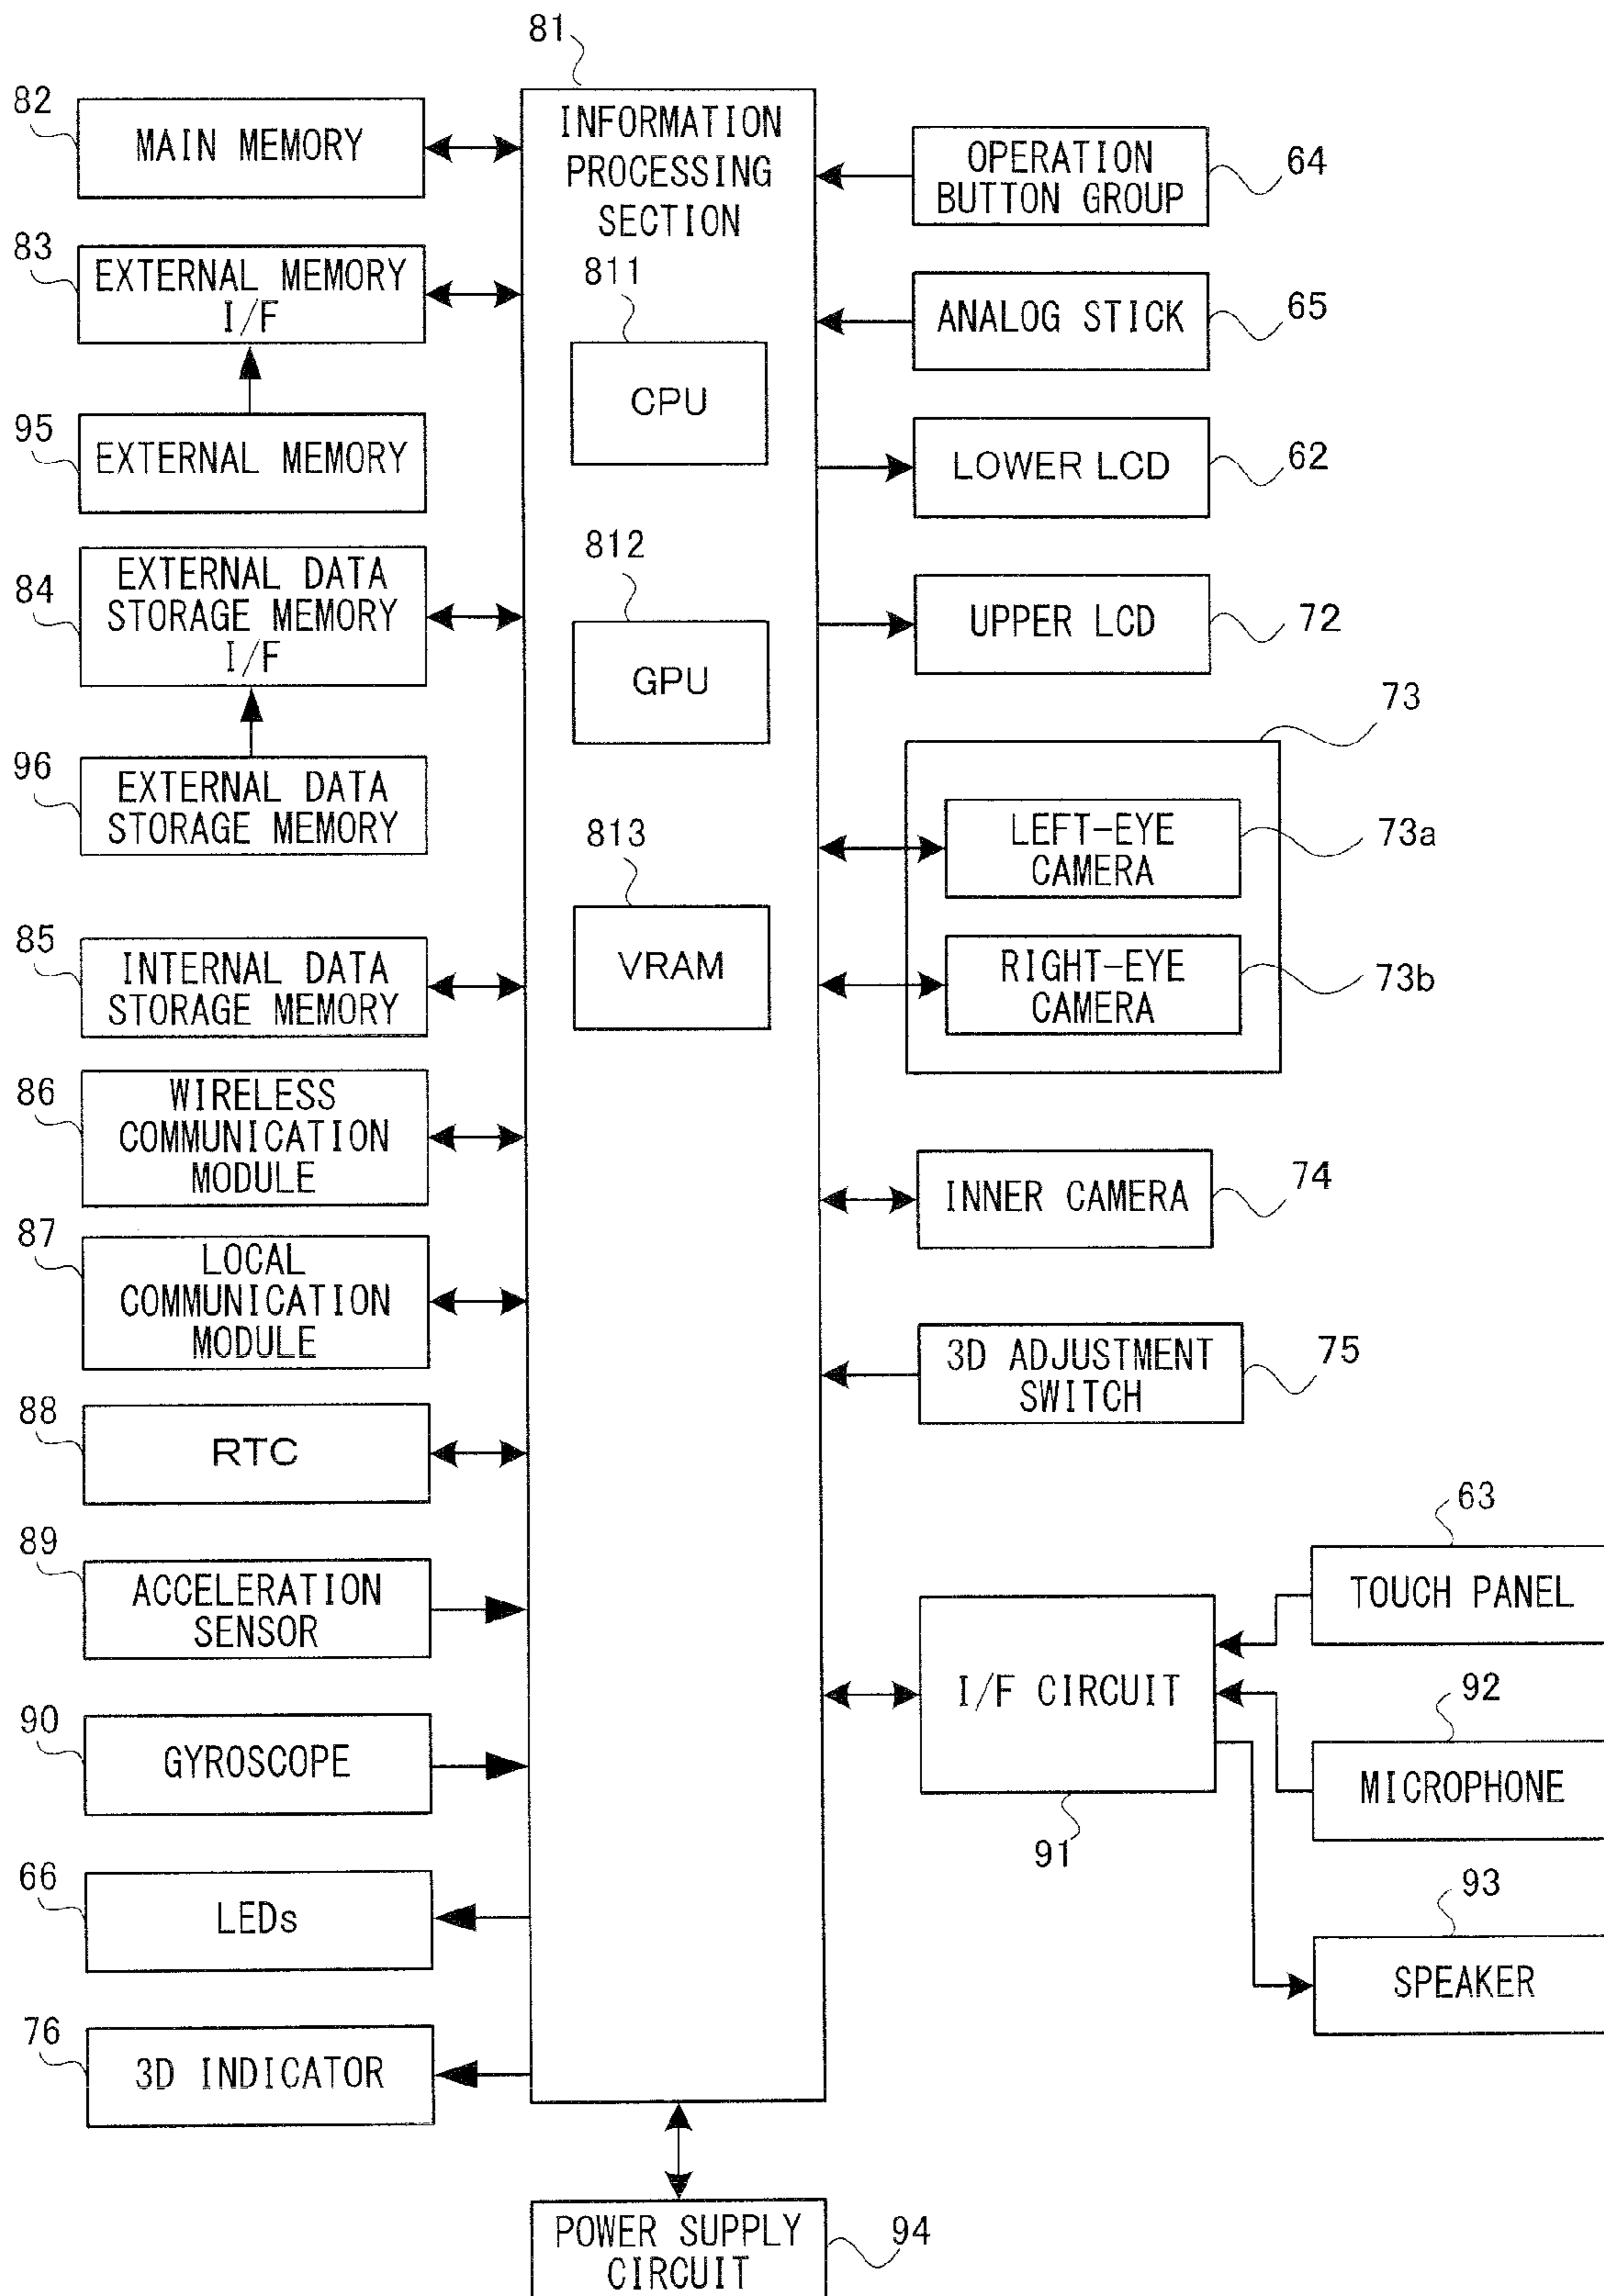 81
INFORMATION
PROCESSING
SECTION
811
CPU
812
GPU
813
VRAM
82
MAIN MEMORY
83
EXTERNAL MEMORY
I/F
95
EXTERNAL MEMORY
84
EXTERNAL DATA
STORAGE MEMORY
I/F
96
EXTERNAL DATA
STORAGE MEMORY
85
INTERNAL DATA
STORAGE MEMORY
86
WIRELESS
COMMUNICATION
MODULE
87
LOCAL
COMMUNICATION
MODULE
88
RTC
89
ACCELERATION
SENSOR
90
GYROSCOPE
66
LEDs
76
3D INDICATOR
OPERATION
BUTTON GROUP
64
ANALOG STICK
65
LOWER LCD
62
UPPER LCD
72
73
LEFT-EYE
CAMERA
73a
RIGHT-EYE
CAMERA
73b
INNER CAMERA
74
3D ADJUSTMENT
SWITCH
75
63
TOUCH PANEL
I/F CIRCUIT
91
92
MICROPHONE
93
SPEAKER
POWER SUPPLY
CIRCUIT
94